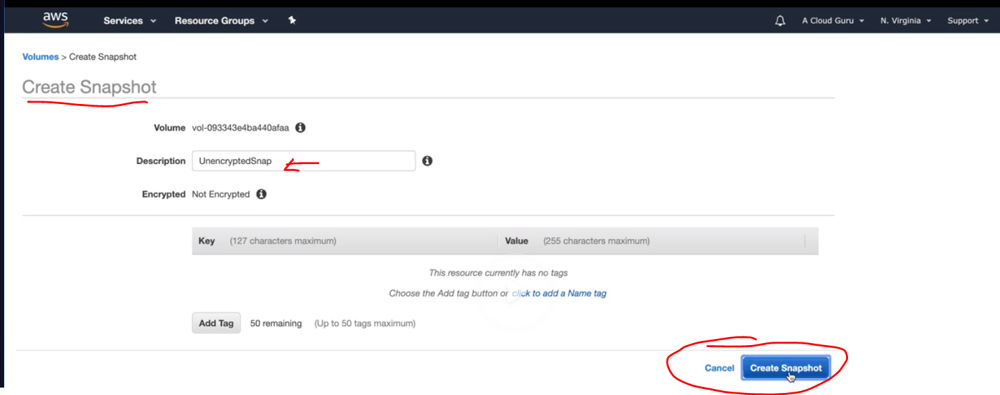 aws Services Resource Groups A Cloud Guru N. Virginia Support
Volumes > Create Snapshot
Create Snapshot
Volume vol-093343e4ba440afaa
Description UnencryptedSnap
Encrypted Not Encrypted
Key (127 characters maximum) Value (255 characters maximum)
This resource currently has no tags
Choose the Add tag button or click to add a Name tag
Add Tag 50 remaining (Up to 50 tags maximum)
Cancel Create Snapshot